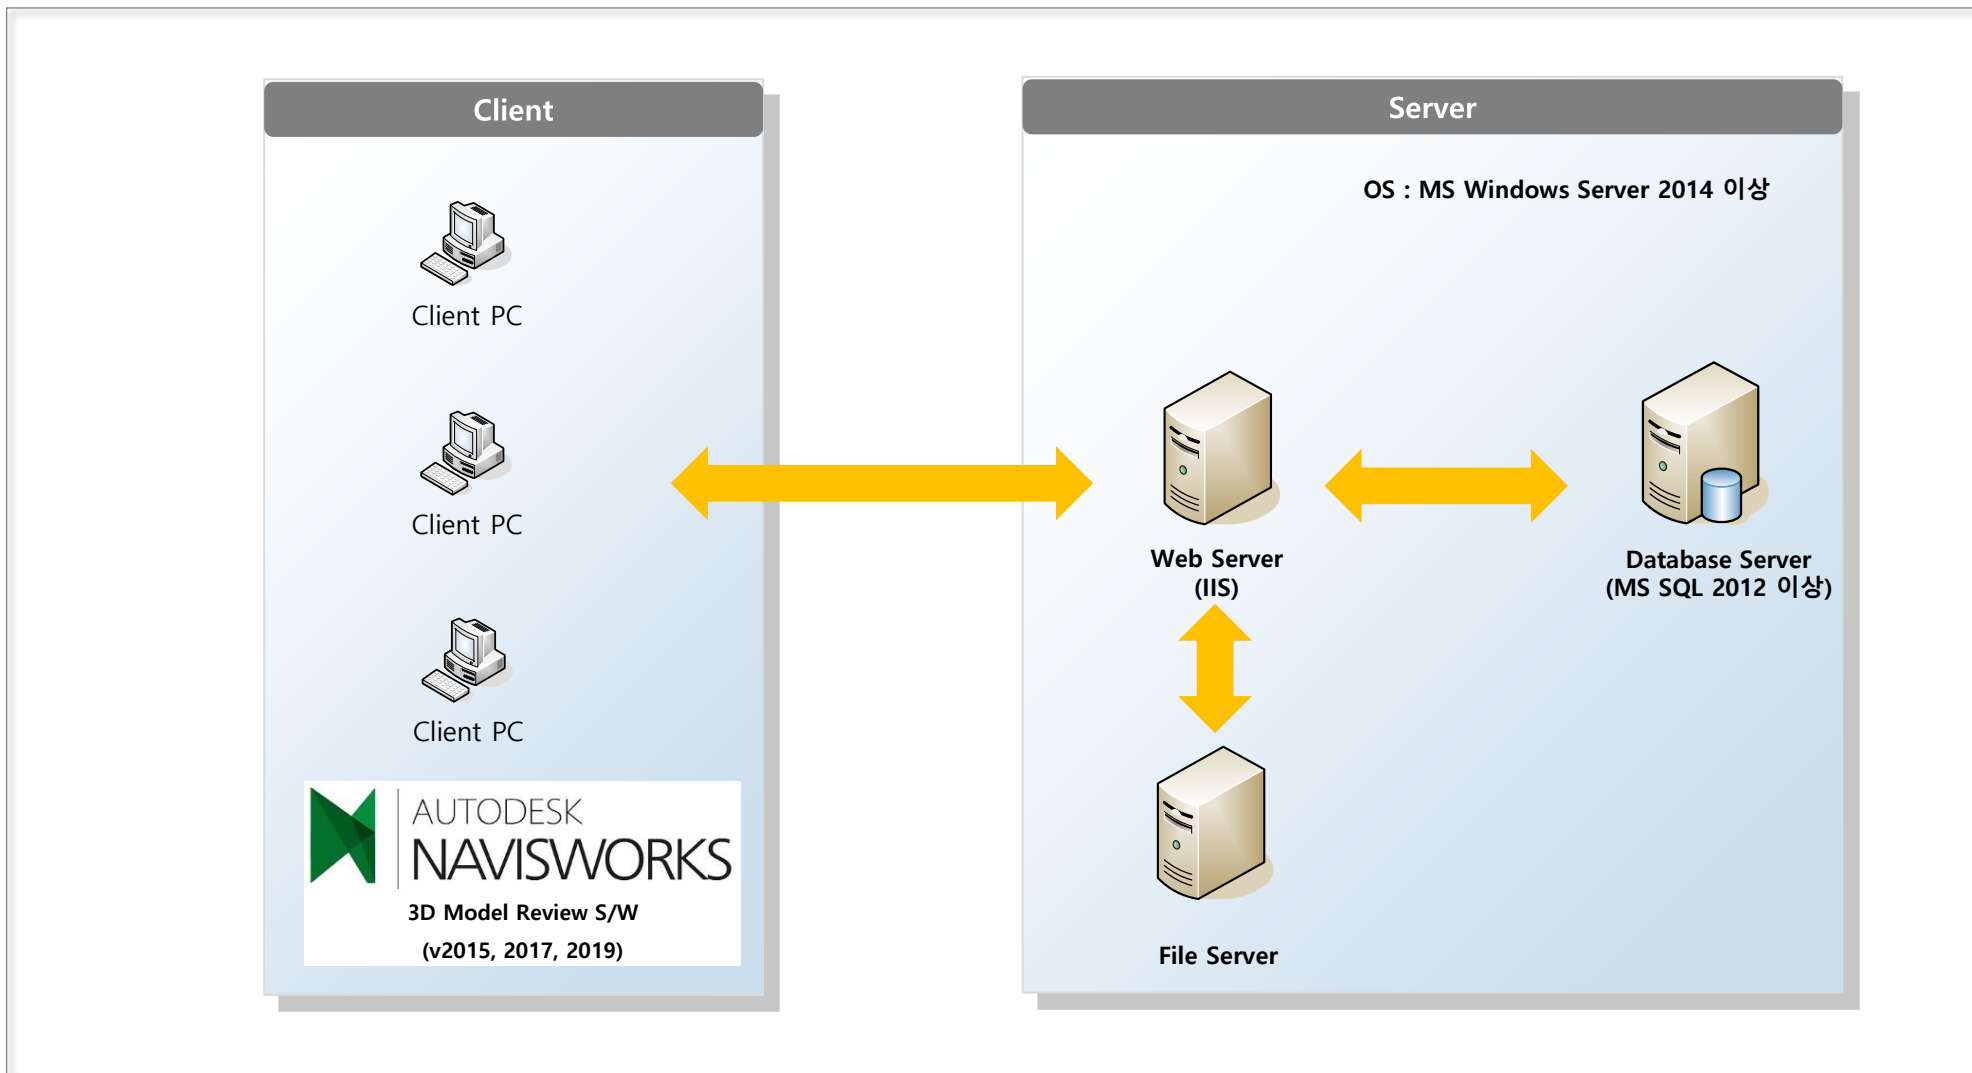 Client
Client PC
Client PC
Client PC
AUTODESK
NAVISWORKS
3D Model Review S/W
(v2015, 2017, 2019)
Server
OS : MS Windows Server 2014 이상
Web Server
(IIS)
Database Server
(MS SQL 2012 이상)
File Server